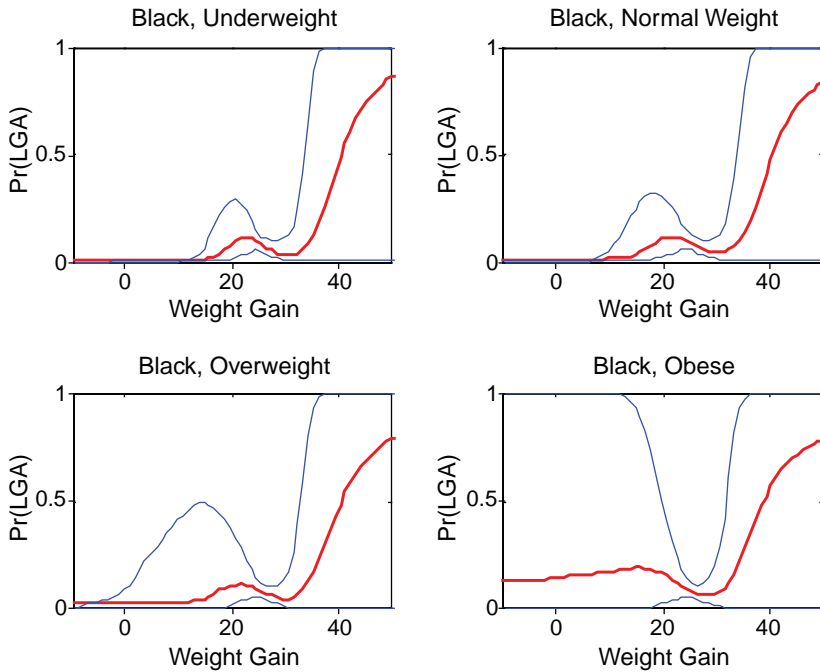 Black, Underweight
Black, Normal Weight
1
0.5
0
Pr(LGA)
0 20 40
Weight Gain
1
0.5
0
Pr(LGA)
0 20 40
Weight Gain
Black, Overweight
Black, Obese
1
0.5
0
Pr(LGA)
0 20 40
Weight Gain
1
0.5
0
Pr(LGA)
0 20 40
Weight Gain